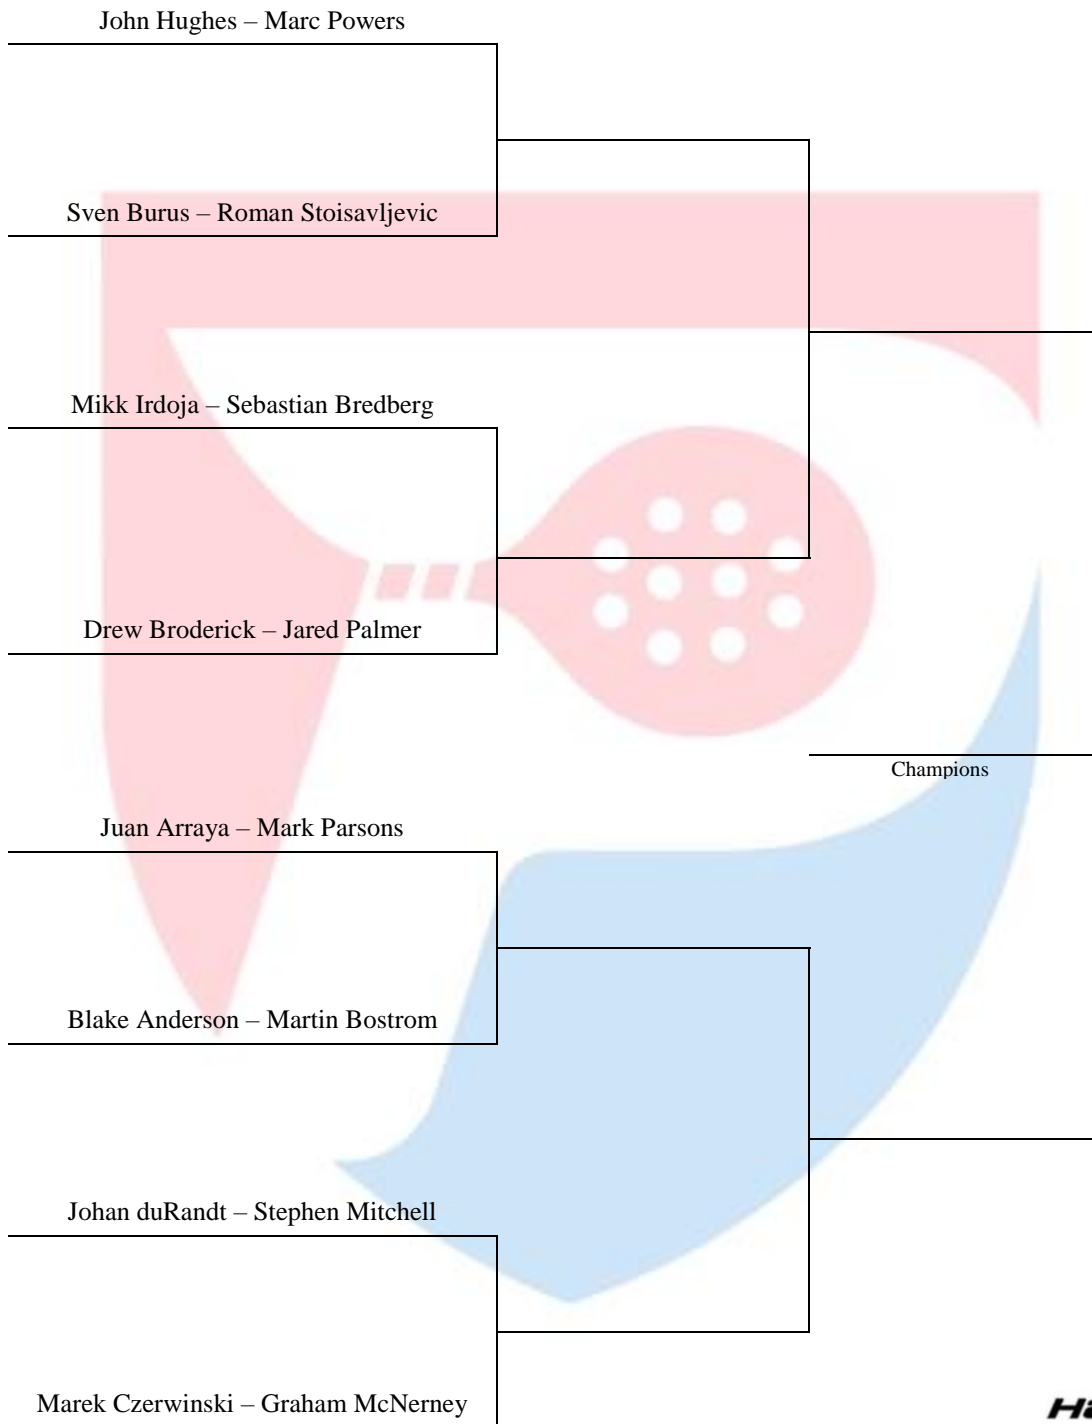 John Hughes – Marc Powers
Sven Burus – Roman Stoisavljevic
Mikk Irdoja – Sebastian Bredberg
Drew Broderick – Jared Palmer
Champions
Juan Arraya – Mark Parsons
Blake Anderson – Martin Bostrom
Johan duRandt – Stephen Mitchell
Marek Czerwinski – Graham McNerney